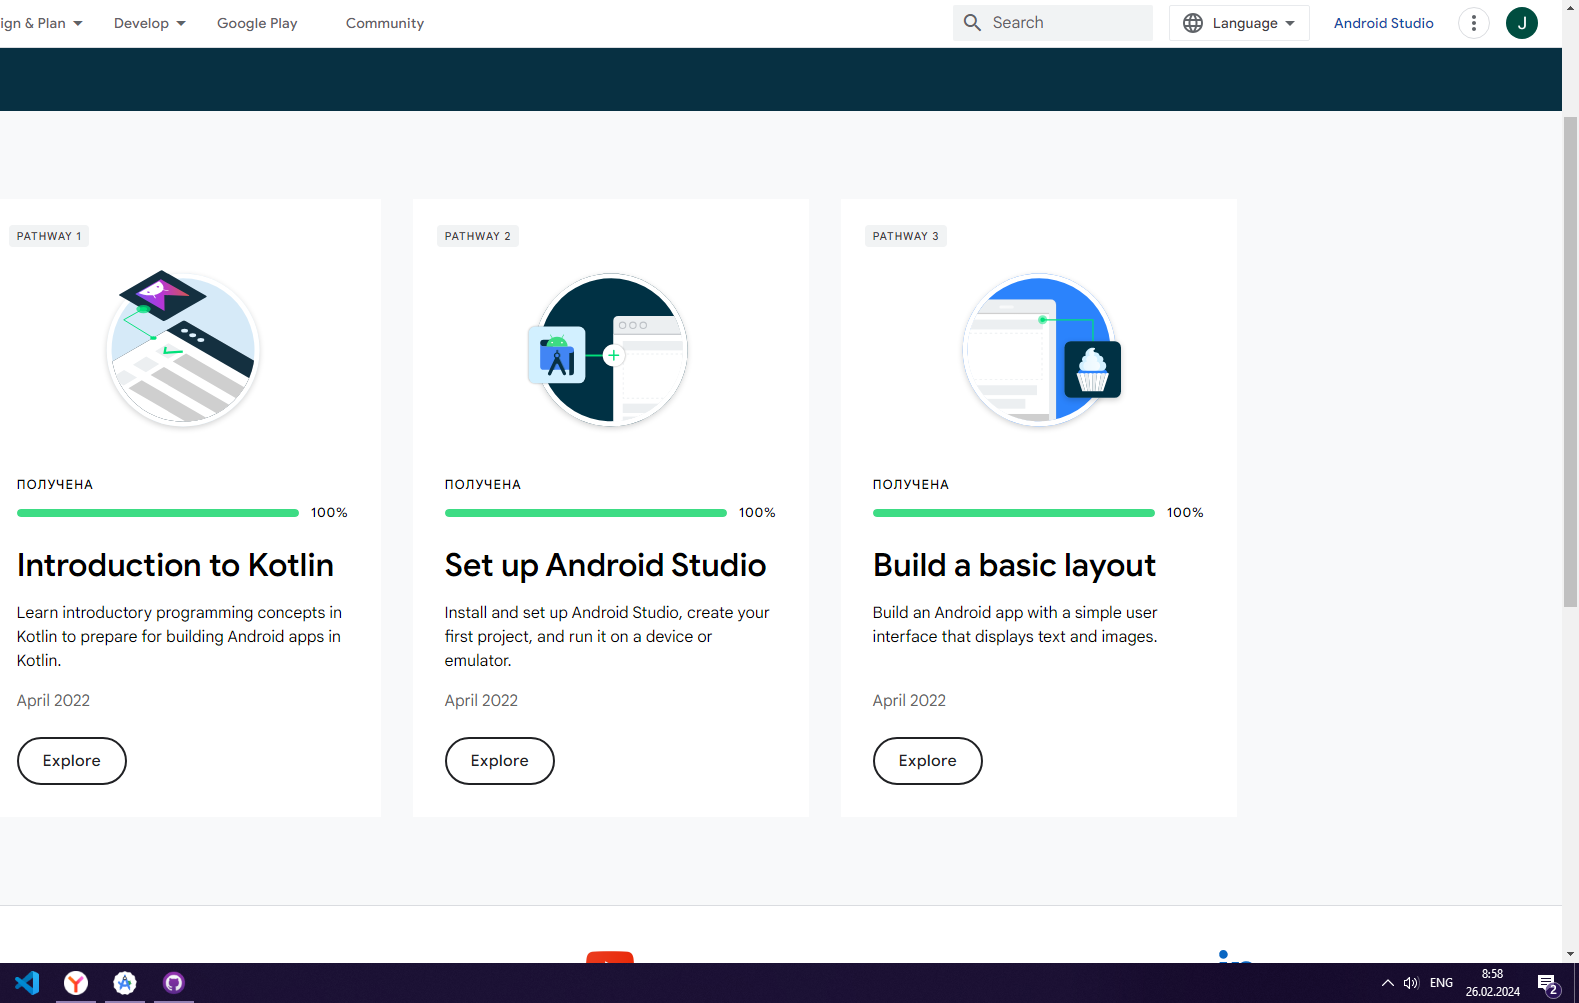 ign & Plan
Develop
Google Play
Community
Search
Language
Android Studio
J
PATHWAY 1
ПОЛУЧЕНА
100%
Introduction to Kotlin
Learn introductory programming concepts in
Kotlin to prepare for building Android apps in
Kotlin.
April 2022
Explore
PATHWAY 2
ПОЛУЧЕНА
100%
Set up Android Studio
Install and set up Android Studio, create your
first project, and run it on a device or
emulator.
April 2022
Explore
PATHWAY 3
ПОЛУЧЕНА
100%
Build a basic layout
Build an Android app with a simple user
interface that displays text and images.
April 2022
Explore
ENG
8:58
26.02.2024
2